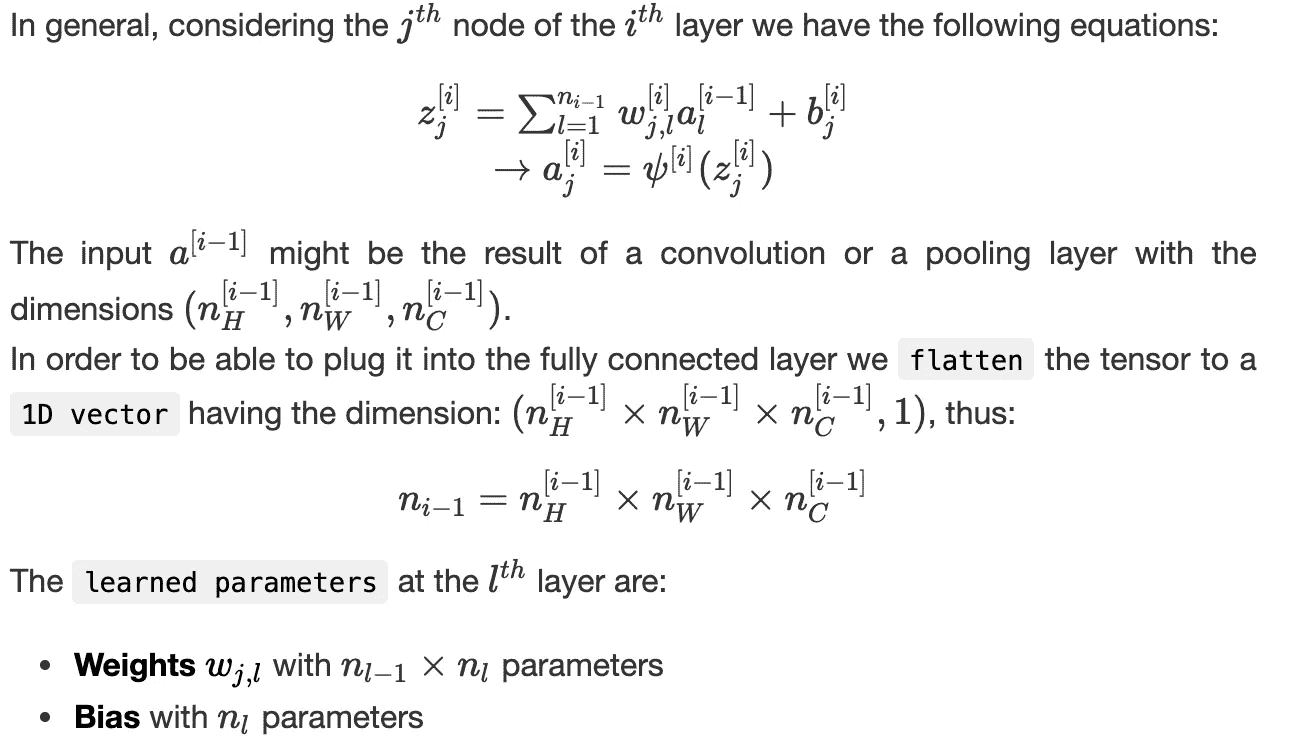 In general, considering the $j^{th}$ node of the $i^{th}$ layer we have the following equations:
$z_j^{[i]} = \sum_{l=1}^{n_{i-1}} w_{j,l}^{[i]} a_l^{[i-1]} + b_j^{[i]}$
$\rightarrow a_j^{[i]} = \psi^{[i]}(z_j^{[i]})$
The input $a^{[i-1]}$ might be the result of a convolution or a pooling layer with the
dimensions $(n_H^{[i-1]}, n_W^{[i-1]}, n_C^{[i-1]})$.
In order to be able to plug it into the fully connected layer we flatten the tensor to a
1D vector having the dimension: $(n_H^{[i-1]} \times n_W^{[i-1]} \times n_C^{[i-1]}, 1)$, thus:
$n_{i-1} = n_H^{[i-1]} \times n_W^{[i-1]} \times n_C^{[i-1]}$
The learned parameters at the $l^{th}$ layer are:
• Weights $w_{j,l}$ with $n_{l-1} \times n_l$ parameters
• Bias with $n_l$ parameters